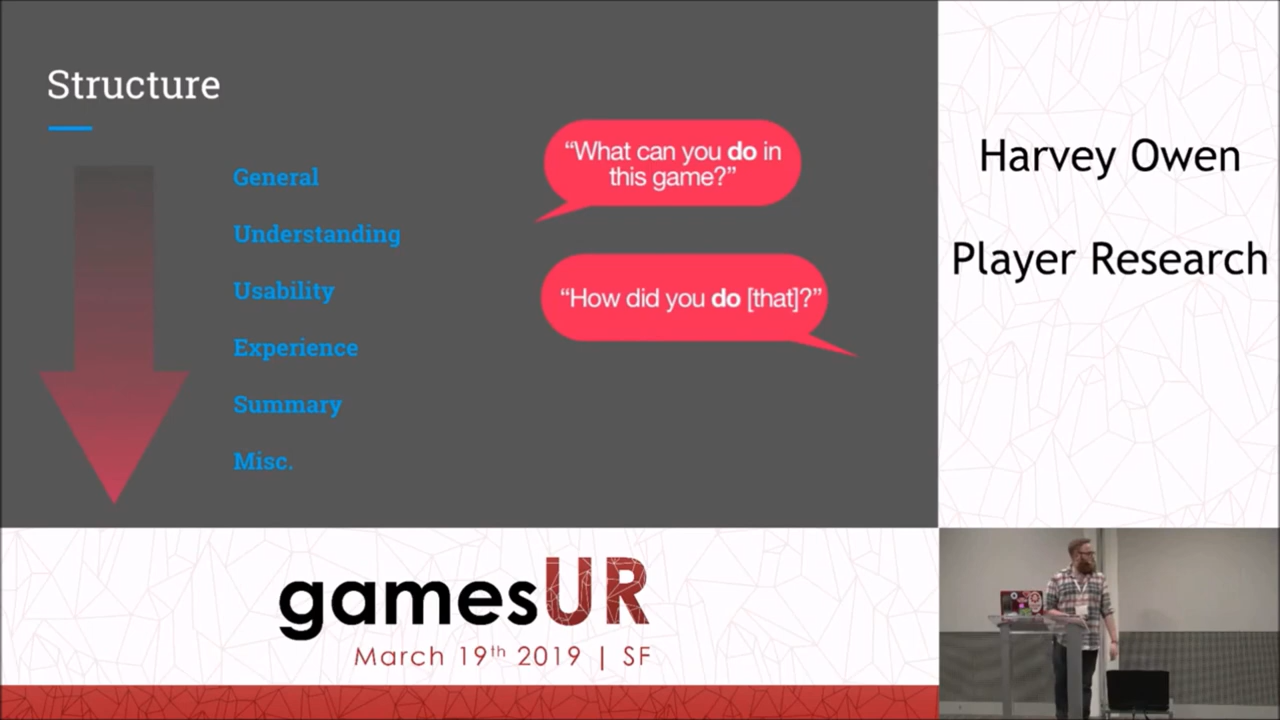 Structure
General
Understanding
Usability
Experience
Summary
Misc.
“What can you do in
this game?”
“How did you do [that]?”
Harvey Owen
Player Research
gamesUR
March 19th 2019 | SF